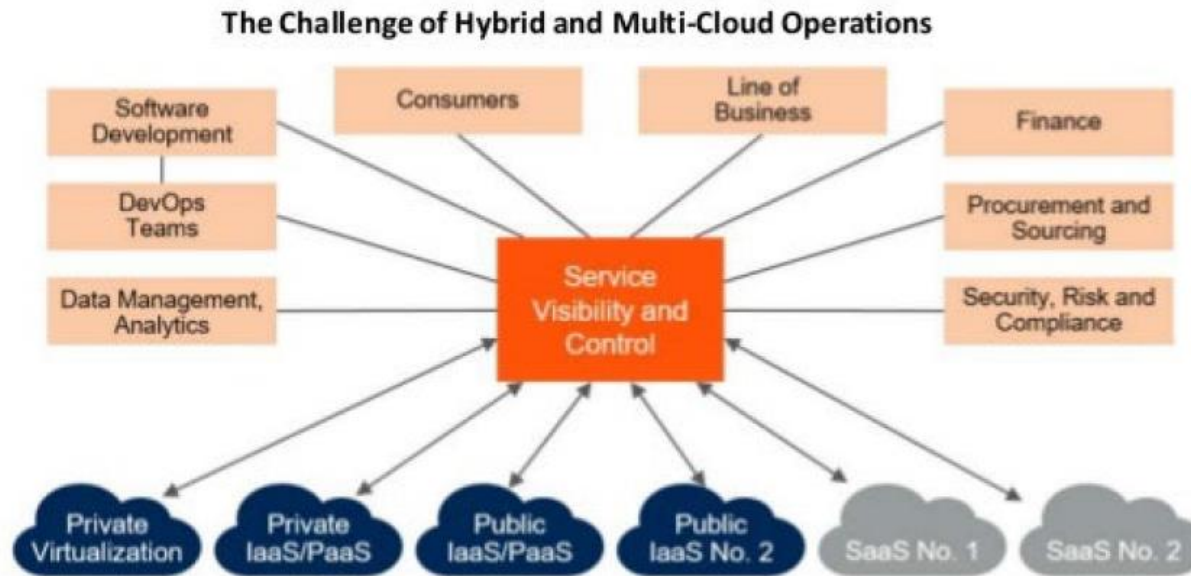 The Challenge of Hybrid and Multi-Cloud Operations
Software
Development
Consumers
Line of
Business
Finance
DevOps
Teams
Procurement and
Sourcing
Data Management,
Analytics
Service
Visibility and
Control
Security, Risk and
Compliance
Private
Virtualization
Private
IaaS/PaaS
Public
IaaS/PaaS
Public
IaaS No. 2
SaaS No. 1
SaaS No. 2